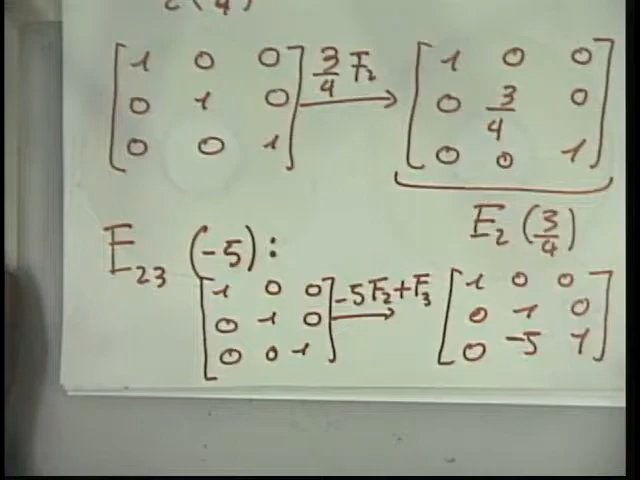 2(4)
[1 0 0] 3/4 F₂ [1 0 0]
[0 1 0] → [0 3/4 0]
[0 0 1] [0 0 1]
E₂ (3/4)
E₂₃ (-5):
[1 0 0] -5F₂+F₃ [1 0 0]
[0 1 0] → [0 1 0]
[0 0 1] [0 -5 1]